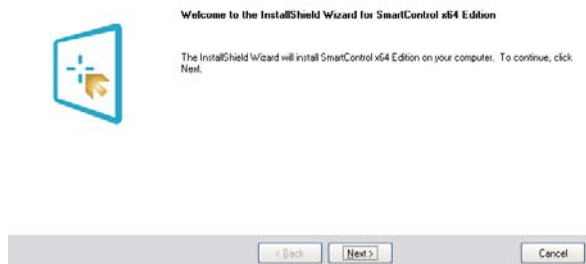 Welcome to the InstallShield Wizard for SmartControl x64 Edition
The InstallShield Wizard will install SmartControl x64 Edition on your computer. To continue, click
Next.
< Back
Next >
Cancel